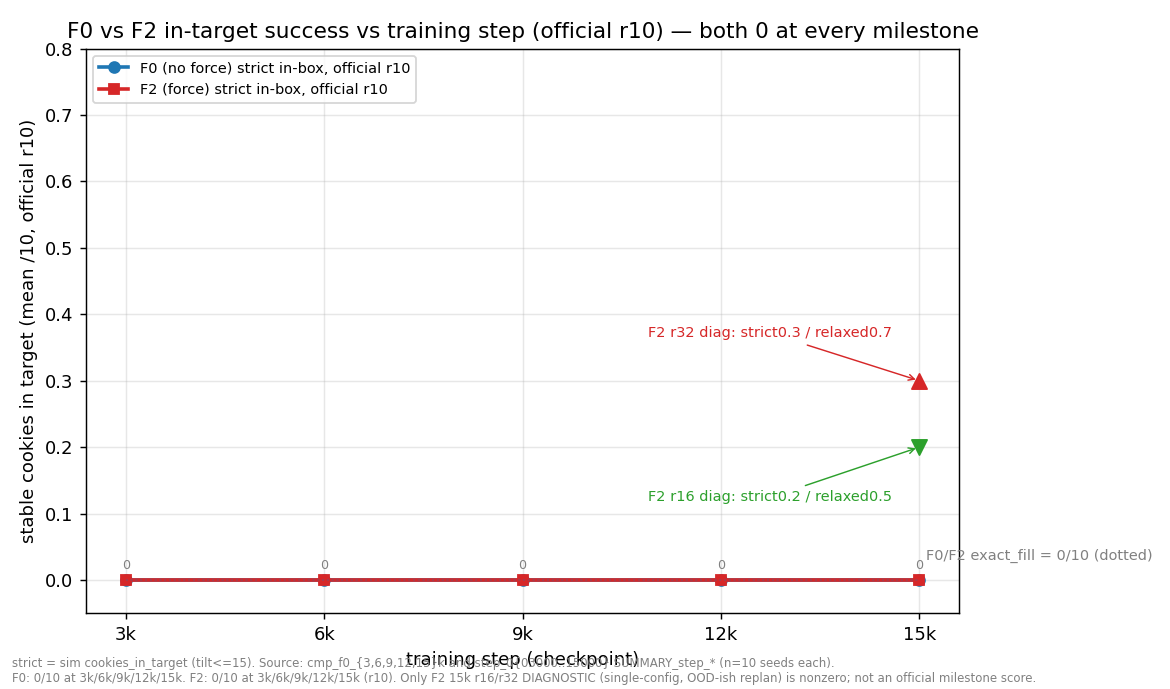 F0 vs F2 in-target success vs training step (official r10) — both 0 at every milestone
F0 (no force) strict in-box, official r10
F2 (force) strict in-box, official r10
stable cookies in target (mean /10, official r10)
0.8
0.7
0.6
0.5
0.4
0.3
0.2
0.1
0.0
F2 r32 diag: strict0.3 / relaxed0.7
F2 r16 diag: strict0.2 / relaxed0.5
F0/F2 exact_fill = 0/10 (dotted)
0 0 0 0 0
3k 6k 9k 12k 15k
training step (checkpoint)
strict = sim cookies_in_target (tilt<=15). Source: cmp_f0_{3,6,9,12, SUMMARY_step_* (n=10 seeds each).
F0: 0/10 at 3k/6k/9k/12k/15k. F2: 0/10 at 3k/6k/9k/12k/15k (r10). Only F2 15k r16/r32 DIAGNOSTIC (single-config, OOD-ish replan) is nonzero; not an official milestone score.